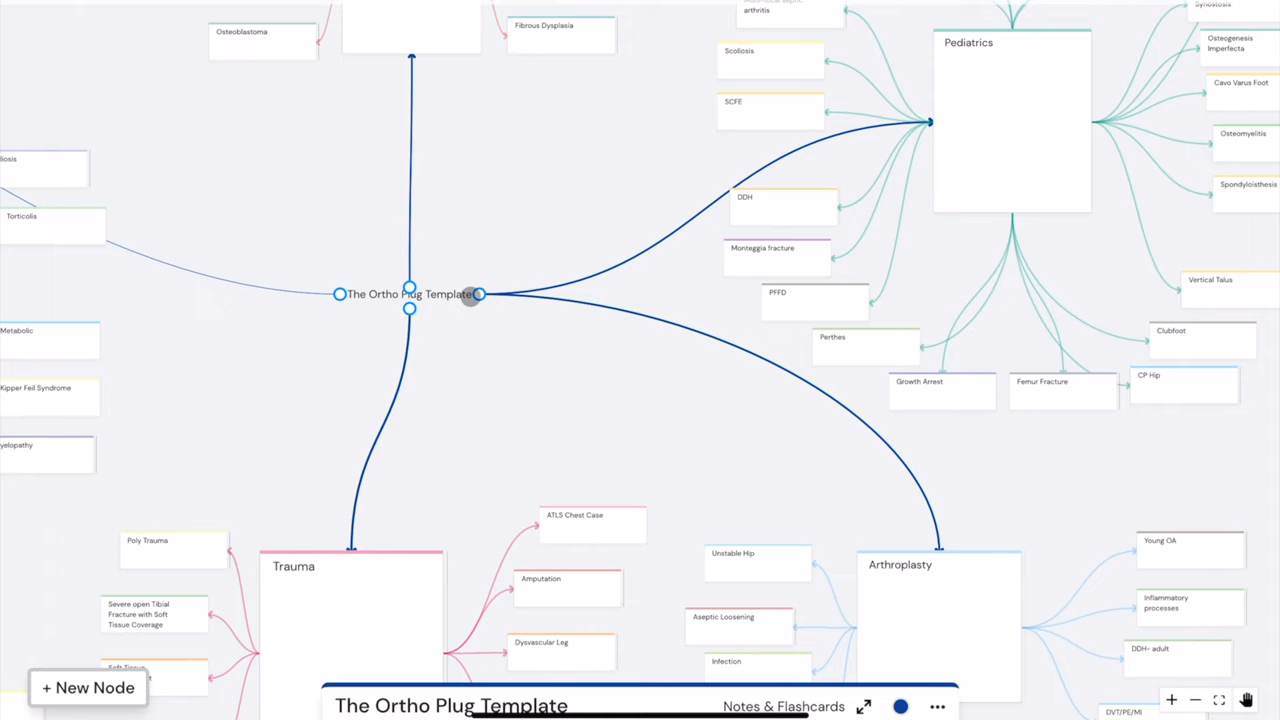 Osteoblastoma
Fibrous Dysplasia
arthritis
Scoliosis
SCFE
Pediatrics
Synostosis
Osteogenesis
Imperfecta
Cavo Varus Foot
Osteomyelitis
Spondyloisthesis
liosis
Torticolis
The Ortho Plug Template
DDH
Monteggia fracture
PFFD
Perthes
Growth Arrest
Femur Fracture
CP Hip
Clubfoot
Vertical Talus
Metabolic
Kipper Feil Syndrome
yelopathy
Poly Trauma
Severe open Tibial
Fracture with Soft
Tissue Coverage
Soft Tissue
Trauma
ATLS Chest Case
Amputation
Dysvascular Leg
Unstable Hip
Aseptic Loosening
Infection
Arthroplasty
Young OA
Inflammatory
processes
DDH- adult
DVT/PE/MI
+ New Node
The Ortho Plug Template
Notes & Flashcards